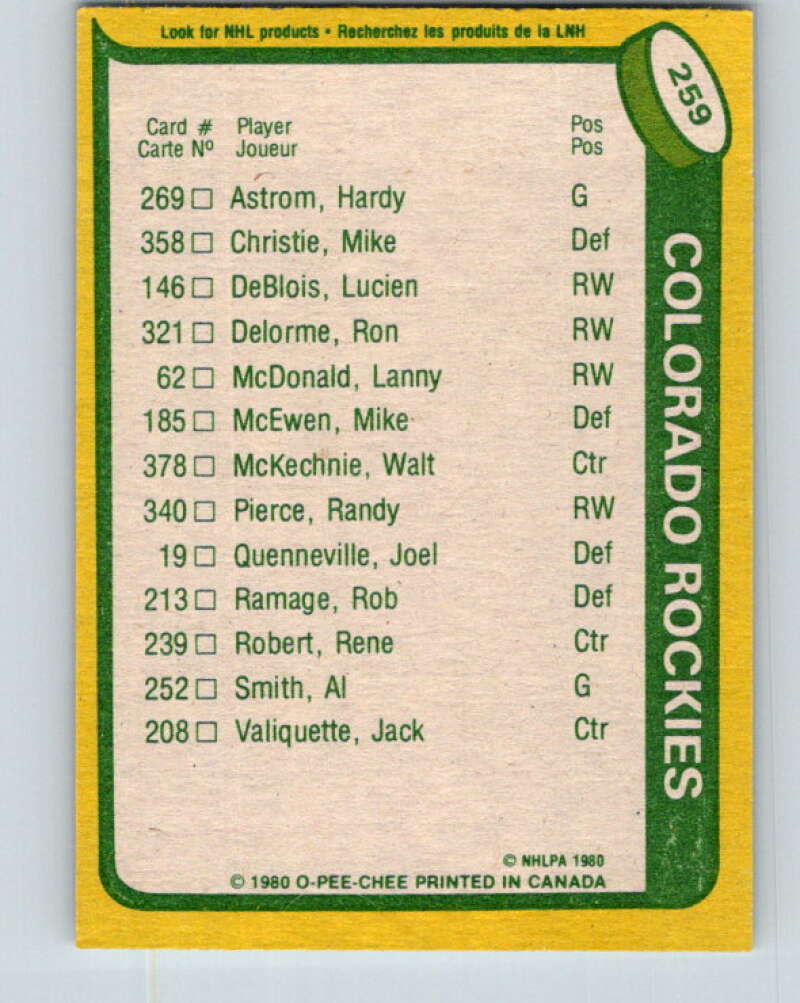 Look for NHL products • Recherchez les produits de la LNH
259
Card # Player Pos
Carte Nº Joueur Pos
269 □ Astrom, Hardy G
358 □ Christie, Mike Def
146 □ DeBlois, Lucien RW
321 □ Delorme, Ron RW
62 □ McDonald, Lanny RW
185 □ McEwen, Mike Def
378 □ McKechnie, Walt Ctr
340 □ Pierce, Randy RW
19 □ Quenneville, Joel Def
213 □ Ramage, Rob Def
239 □ Robert, Rene Ctr
252 □ Smith, Al G
208 □ Valiquette, Jack Ctr
COLORADO ROCKIES
© NHLPA 1980
© 1980 O-PEE-CHEE PRINTED IN CANADA